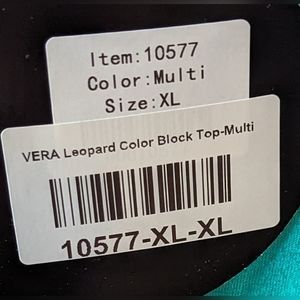 Item:10577
Color:Multi
Size:XL
VERA Leopard Color Block Top-Multi
10577-XL-XL